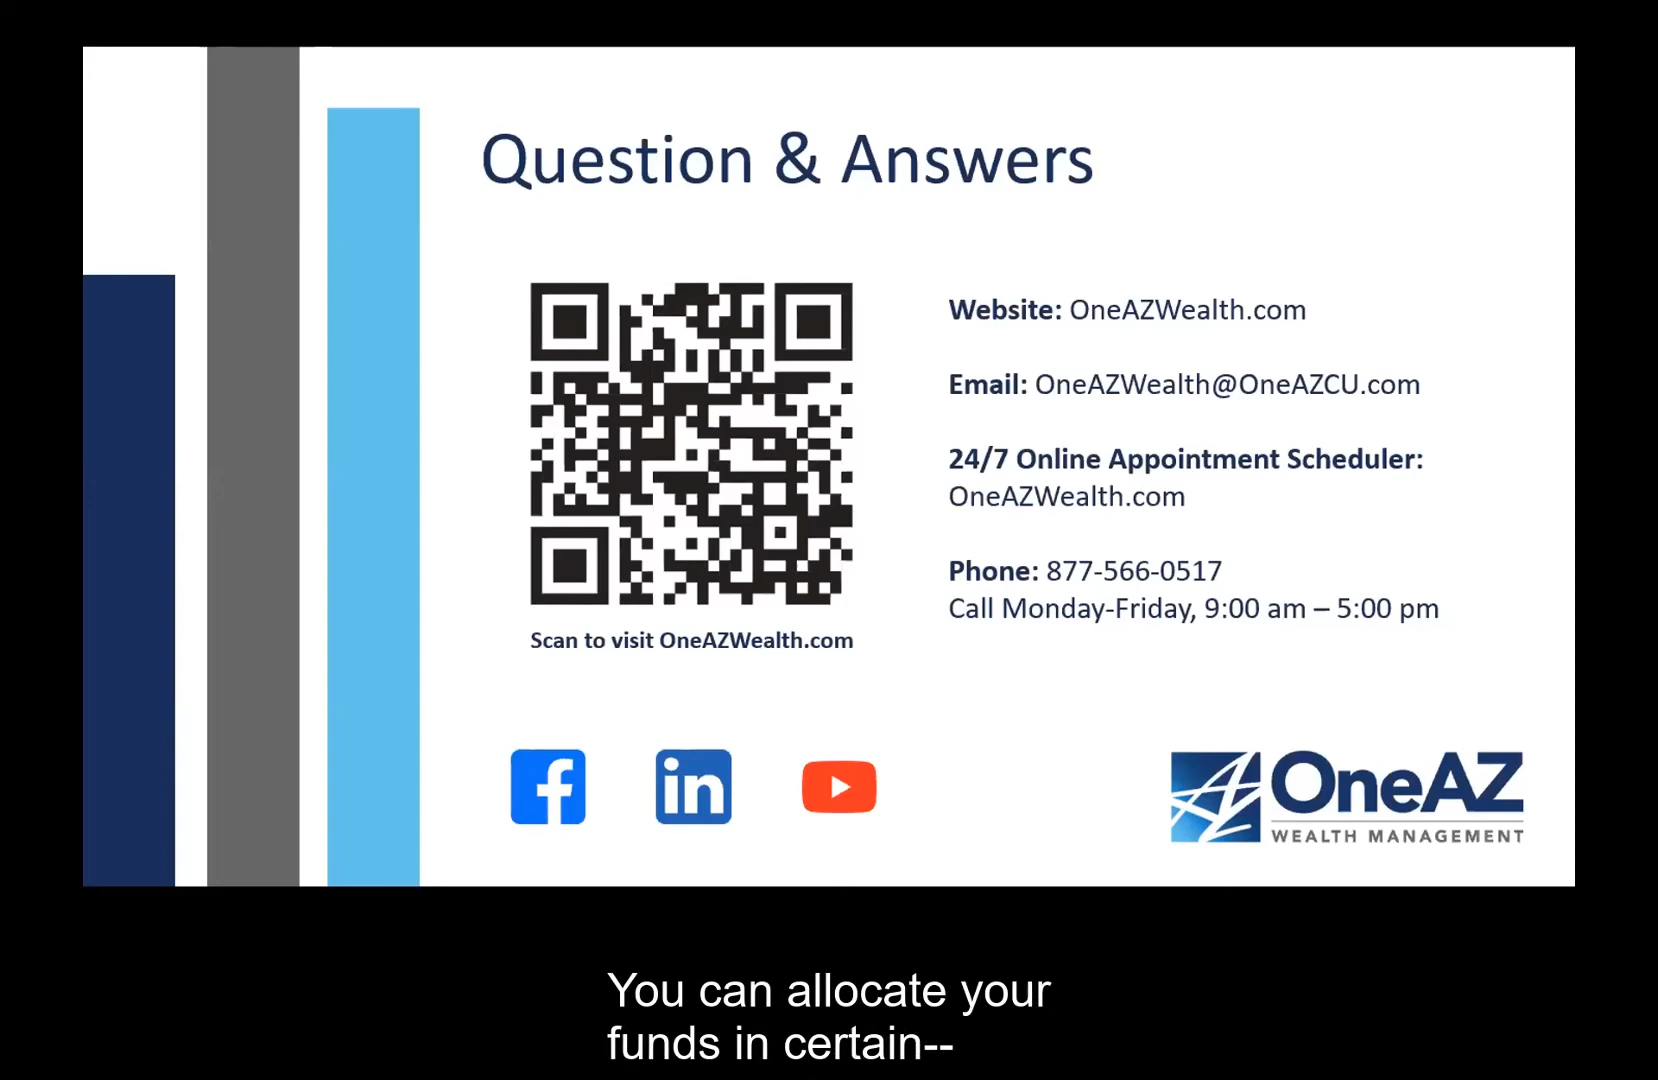 Question & Answers
Website: OneAZWealth.com
Email: OneAZWealth@OneAZCU.com
24/7 Online Appointment Scheduler:
OneAZWealth.com
Phone: 877-566-0517
Call Monday-Friday, 9:00 am – 5:00 pm
Scan to visit OneAZWealth.com
f
in
OneAZ
WEALTH MANAGEMENT
You can allocate your
funds in certain--